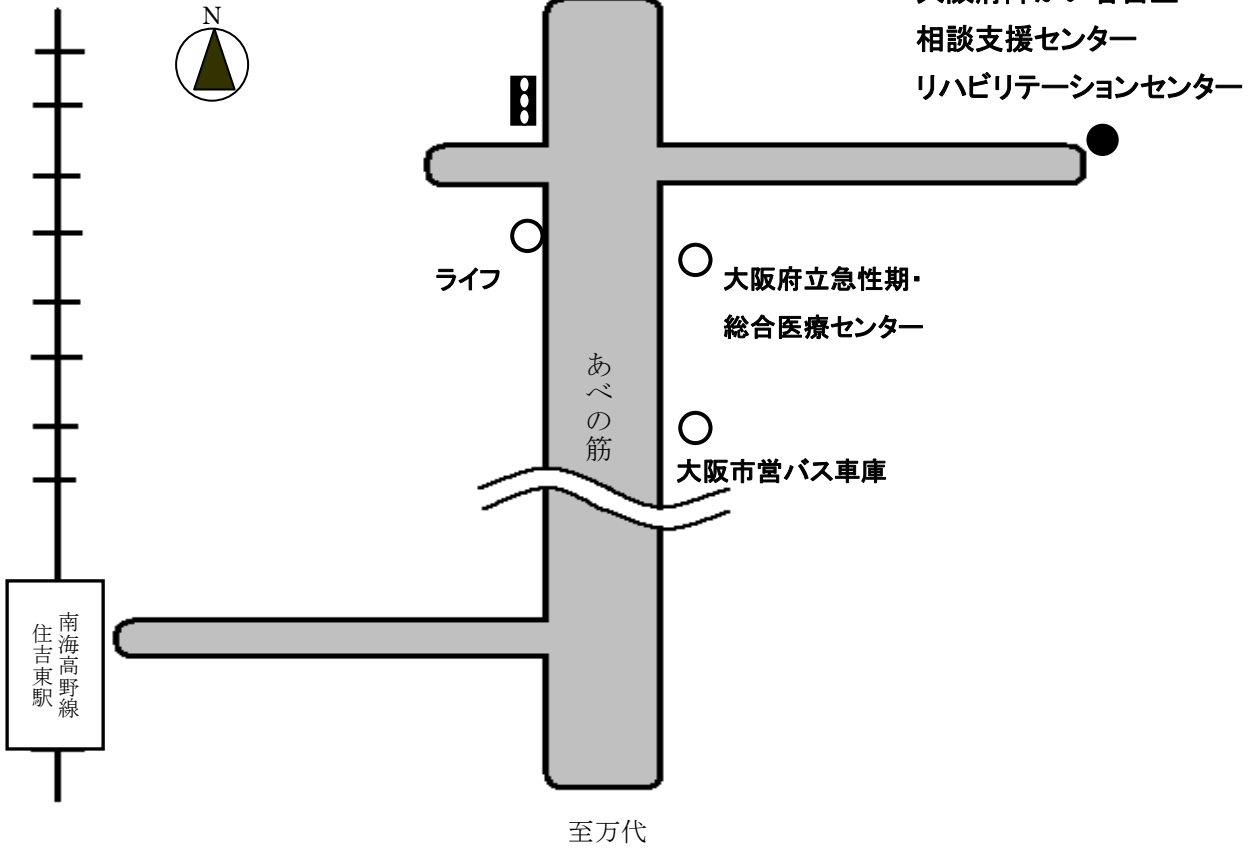 N
相談支援センター
リハビリテーションセンター
ライフ
大阪府立急性期・
総合医療センター
あべの筋
大阪市営バス車庫
南海高野線
住吉東駅
至万代